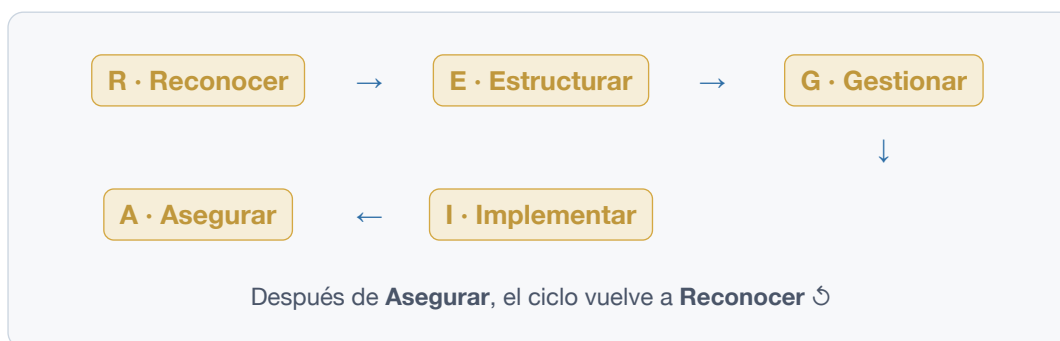 R · Reconocer → E · Estructurar → G · Gestionar
↓
A · Asegurar ← I · Implementar
Después de Asegurar, el ciclo vuelve a Reconocer ↺